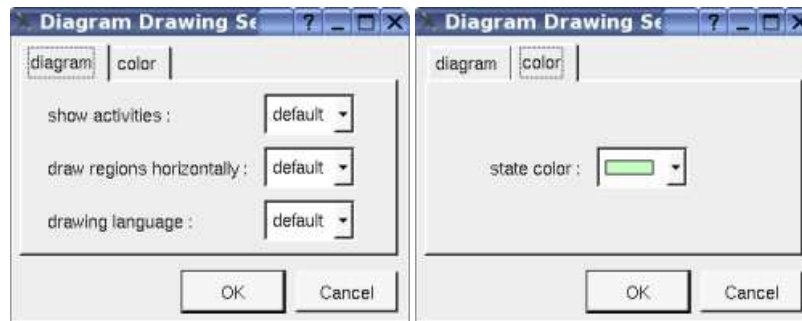 Diagram Drawing Se
diagram color
show activities : default
draw regions horizontally : default
drawing language : default
OK Cancel
Diagram Drawing Se
diagram color
state color :
OK Cancel